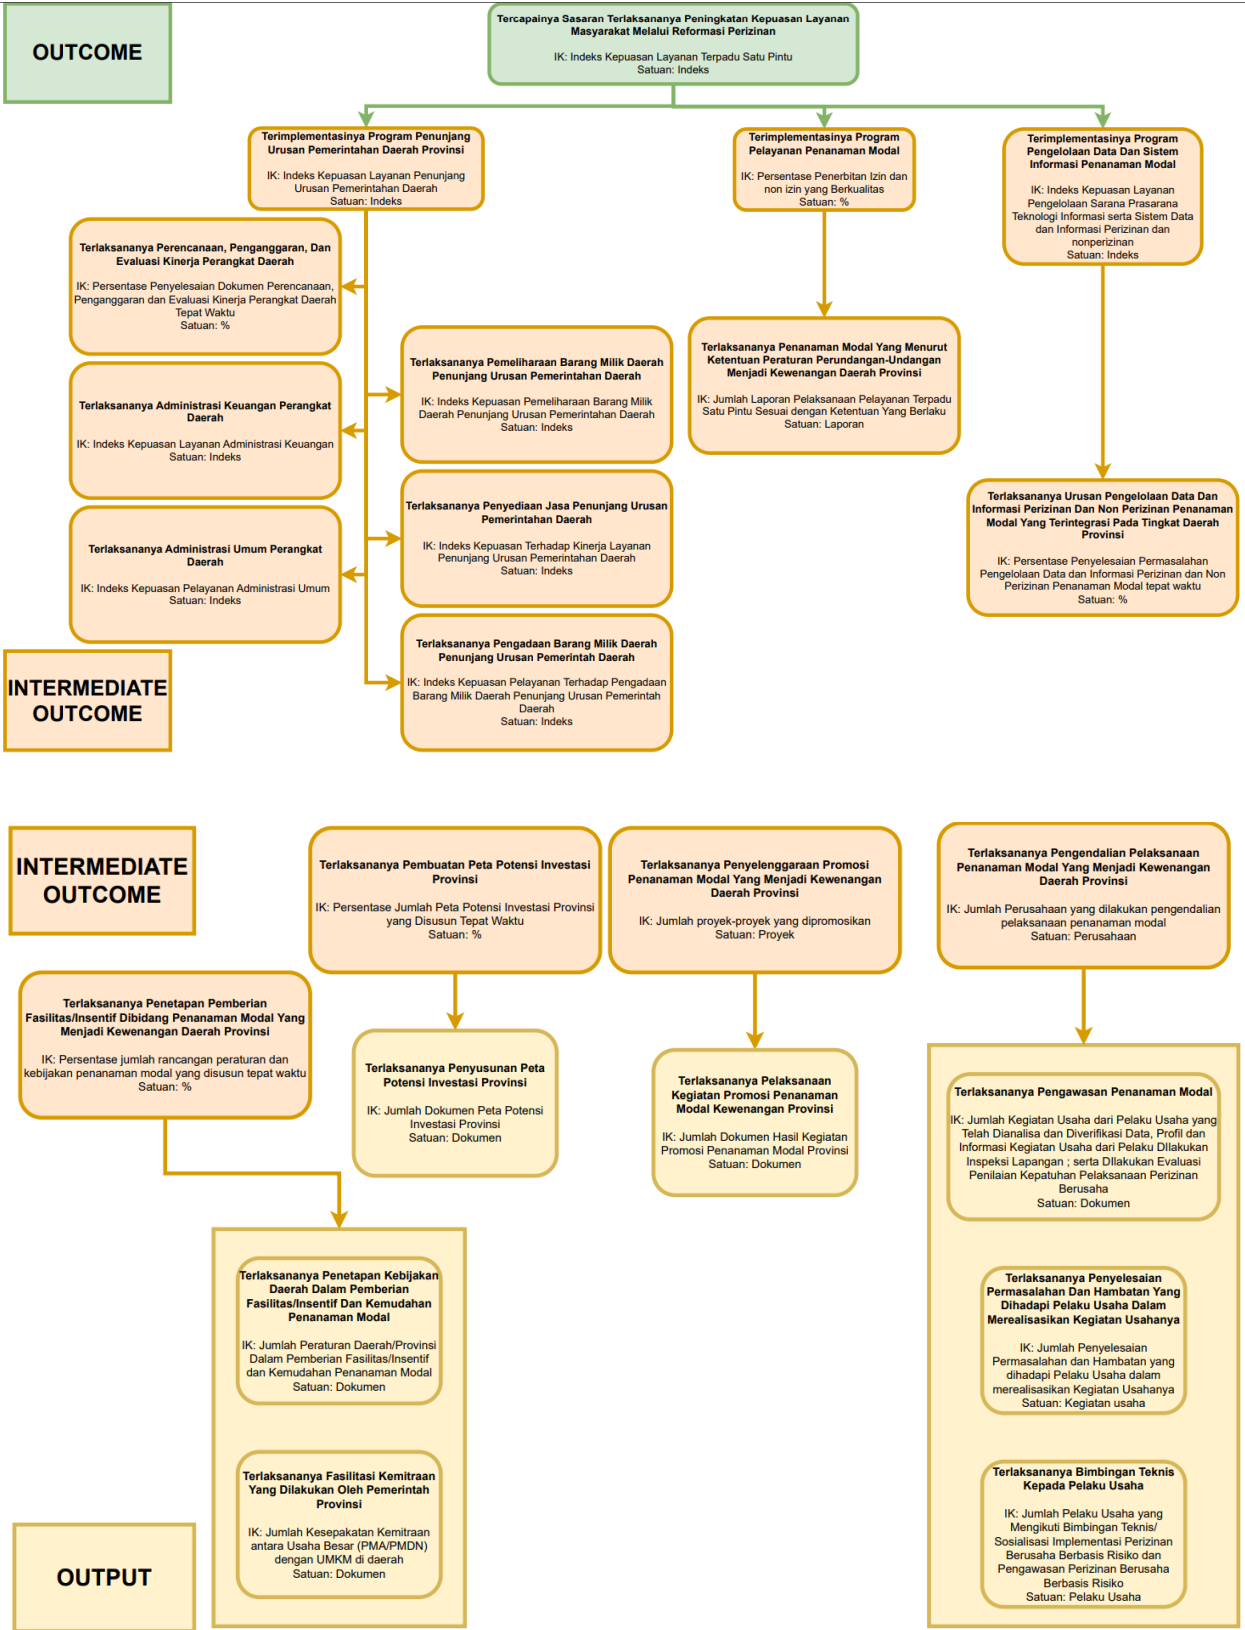 OUTCOME
Tercapainya Sasaran Terlaksananya Peningkatan Kepuasan Layanan
Masyarakat Melalui Reformasi Perizinan
IK: Indeks Kepuasan Layanan Terpadu Satu Pintu
Satuan: Indeks
Terimplementasinya Program Penunjang
Urusan Pemerintahan Daerah Provinsi
IK: Indeks Kepuasan Layanan Penunjang
Urusan Pemerintahan Daerah
Satuan: Indeks
Terimplementasinya Program
Pelayanan Penanaman Modal
IK: Persentase Penerbitan Izin dan
non izin yang Berkualitas
Satuan: %
Terimplementasinya Program
Pengelolaan Data Dan Sistem
Informasi Penanaman Modal
IK: Indeks Kepuasan Layanan
Pengelolaan Sarana Prasarana
Teknologi Informasi serta Sistem Data
dan Informasi Perizinan dan
nonperizinan
Satuan: Indeks
Terlaksananya Perencanaan, Penganggaran, Dan
Evaluasi Kinerja Perangkat Daerah
IK: Persentase Penyelesaian Dokumen Perencanaan,
Penganggaran dan Evaluasi Kinerja Perangkat Daerah
Tepat Waktu
Satuan: %
Terlaksananya Administrasi Keuangan Perangkat
Daerah
IK: Indeks Kepuasan Layanan Administrasi Keuangan
Satuan: Indeks
Terlaksananya Administrasi Umum Perangkat
Daerah
IK: Indeks Kepuasan Pelayanan Administrasi Umum
Satuan: Indeks
Terlaksananya Pemeliharaan Barang Milik Daerah
Penunjang Urusan Pemerintahan Daerah
IK: Indeks Kepuasan Pemeliharaan Barang Milik
Daerah Penunjang Urusan Pemerintahan Daerah
Satuan: Indeks
Terlaksananya Penyediaan Jasa Penunjang Urusan
Pemerintahan Daerah
IK: Indeks Kepuasan Terhadap Kinerja Layanan
Penunjang Urusan Pemerintahan Daerah
Satuan: Indeks
Terlaksananya Pengadaan Barang Milik Daerah
Penunjang Urusan Pemerintah Daerah
IK: Indeks Kepuasan Pelayanan Terhadap Pengadaan
Barang Milik Daerah Penunjang Urusan Pemerintah
Daerah
Satuan: Indeks
Terlaksananya Penanaman Modal Yang Menurut
Ketentuan Peraturan Perundangan-Undangan
Menjadi Kewenangan Daerah Provinsi
IK: Jumlah Laporan Pelaksanaan Pelayanan Terpadu
Satu Pintu Sesuai dengan Ketentuan Yang Berlaku
Satuan: Laporan
Terlaksananya Urusan Pengelolaan Data Dan
Informasi Perizinan Dan Non Perizinan Penanaman
Modal Yang Terintegrasi Pada Tingkat Daerah
Provinsi
IK: Persentase Penyelesaian Permasalahan
Pengelolaan Data dan Informasi Perizinan dan Non
Perizinan Penanaman Modal tepat waktu
Satuan: %
INTERMEDIATE
OUTCOME
INTERMEDIATE
OUTCOME
Terlaksananya Pembuatan Peta Potensi Investasi
Provinsi
IK: Persentase Jumlah Peta Potensi Investasi Provinsi
yang Disusun Tepat Waktu
Satuan: %
Terlaksananya Penyelenggaraan Promosi
Penanaman Modal Yang Menjadi Kewenangan
Daerah Provinsi
IK: Jumlah proyek-proyek yang dipromosikan
Satuan: Proyek
Terlaksananya Pengendalian Pelaksanaan
Penanaman Modal Yang Menjadi Kewenangan
Daerah Provinsi
IK: Jumlah Perusahaan yang dilakukan pengendalian
pelaksanaan penanaman modal
Satuan: Perusahaan
Terlaksananya Penetapan Pemberian
Fasilitas/Insentif Dibidang Penanaman Modal Yang
Menjadi Kewenangan Daerah Provinsi
IK: Persentase jumlah rancangan peraturan dan
kebijakan penanaman modal yang disusun tepat waktu
Satuan: %
Terlaksananya Penyusunan Peta
Potensi Investasi Provinsi
IK: Jumlah Dokumen Peta Potensi
Investasi Provinsi
Satuan: Dokumen
Terlaksananya Pelaksanaan
Kegiatan Promosi Penanaman
Modal Kewenangan Provinsi
IK: Jumlah Dokumen Hasil Kegiatan
Promosi Penanaman Modal Provinsi
Satuan: Dokumen
Terlaksananya Pengawasan Penanaman Modal
IK: Jumlah Kegiatan Usaha dari Pelaku Usaha yang
Telah Dianalisa dan Diverifikasi Data, Profil dan
Informasi Kegiatan Usaha dari Pelaku DIlakukan
Inspeksi Lapangan ; serta DIlakukan Evaluasi
Penilaian Kepatuhan Pelaksanaan Perizinan
Berusaha
Satuan: Dokumen
Terlaksananya Penyelesaian
Permasalahan Dan Hambatan Yang
Dihadapi Pelaku Usaha Dalam
Merealisasikan Kegiatan Usahanya
IK: Jumlah Penyelesaian
Permasalahan dan Hambatan yang
dihadapi Pelaku Usaha dalam
merealisasikan Kegiatan Usahanya
Satuan: Kegiatan usaha
Terlaksananya Bimbingan Teknis
Kepada Pelaku Usaha
IK: Jumlah Pelaku Usaha yang
Mengikuti Bimbingan Teknis/
Sosialisasi Implementasi Perizinan
Berusaha Berbasis Risiko dan
Pengawasan Perizinan Berusaha
Berbasis Risiko
Satuan: Pelaku Usaha
Terlaksananya Penetapan Kebijakan
Daerah Dalam Pemberian
Fasilitas/Insentif Dan Kemudahan
Penanaman Modal
IK: Jumlah Peraturan Daerah/Provinsi
Dalam Pemberian Fasilitas/Insentif
dan Kemudahan Penanaman Modal
Satuan: Dokumen
Terlaksananya Fasilitasi Kemitraan
Yang Dilakukan Oleh Pemerintah
Provinsi
IK: Jumlah Kesepakatan Kemitraan
antara Usaha Besar (PMA/PMDN)
dengan UMKM di daerah
Satuan: Dokumen
OUTPUT